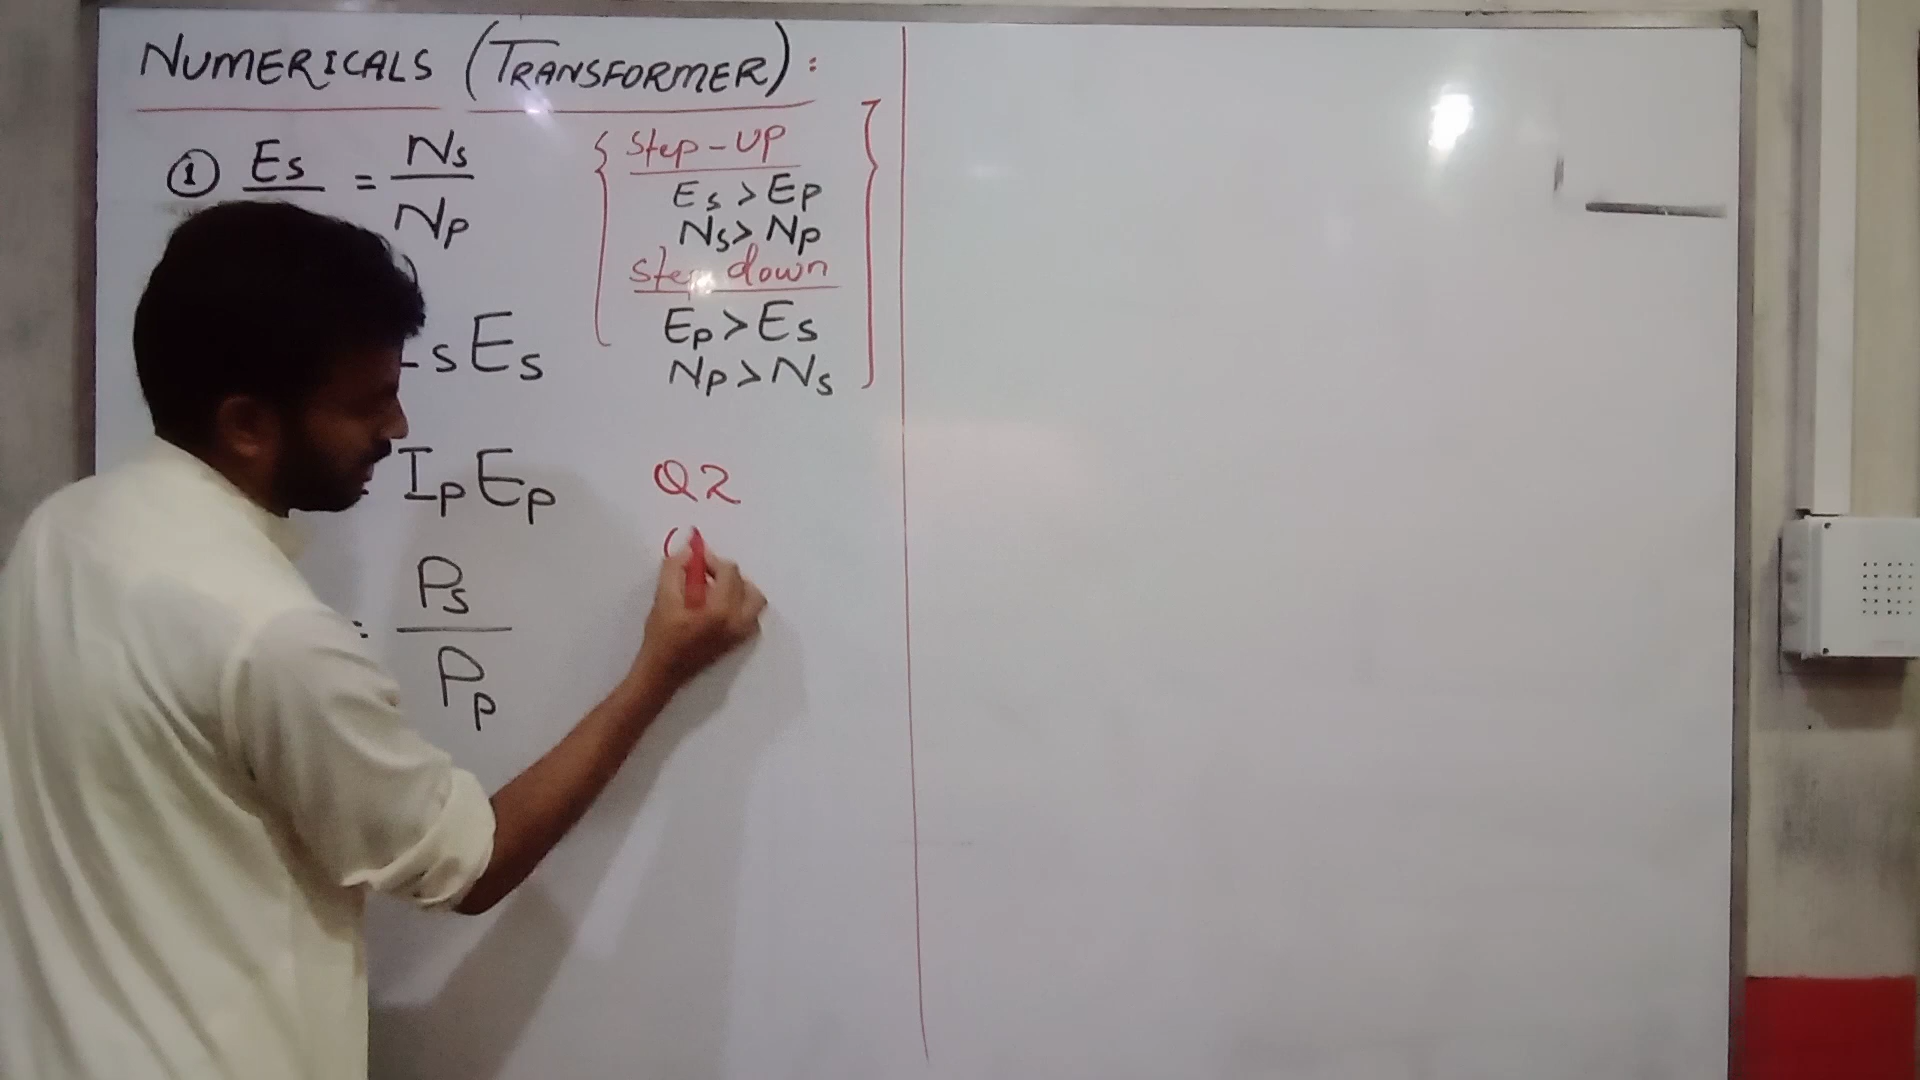 NUMERICALS (TRANSFORMER) :
① Es = Ns
Np
sEs
IpEp
= Ps
Pp
Step-UP
Es > Ep
Ns > Np
Step down
Ep > Es
Np > Ns
Q2
(